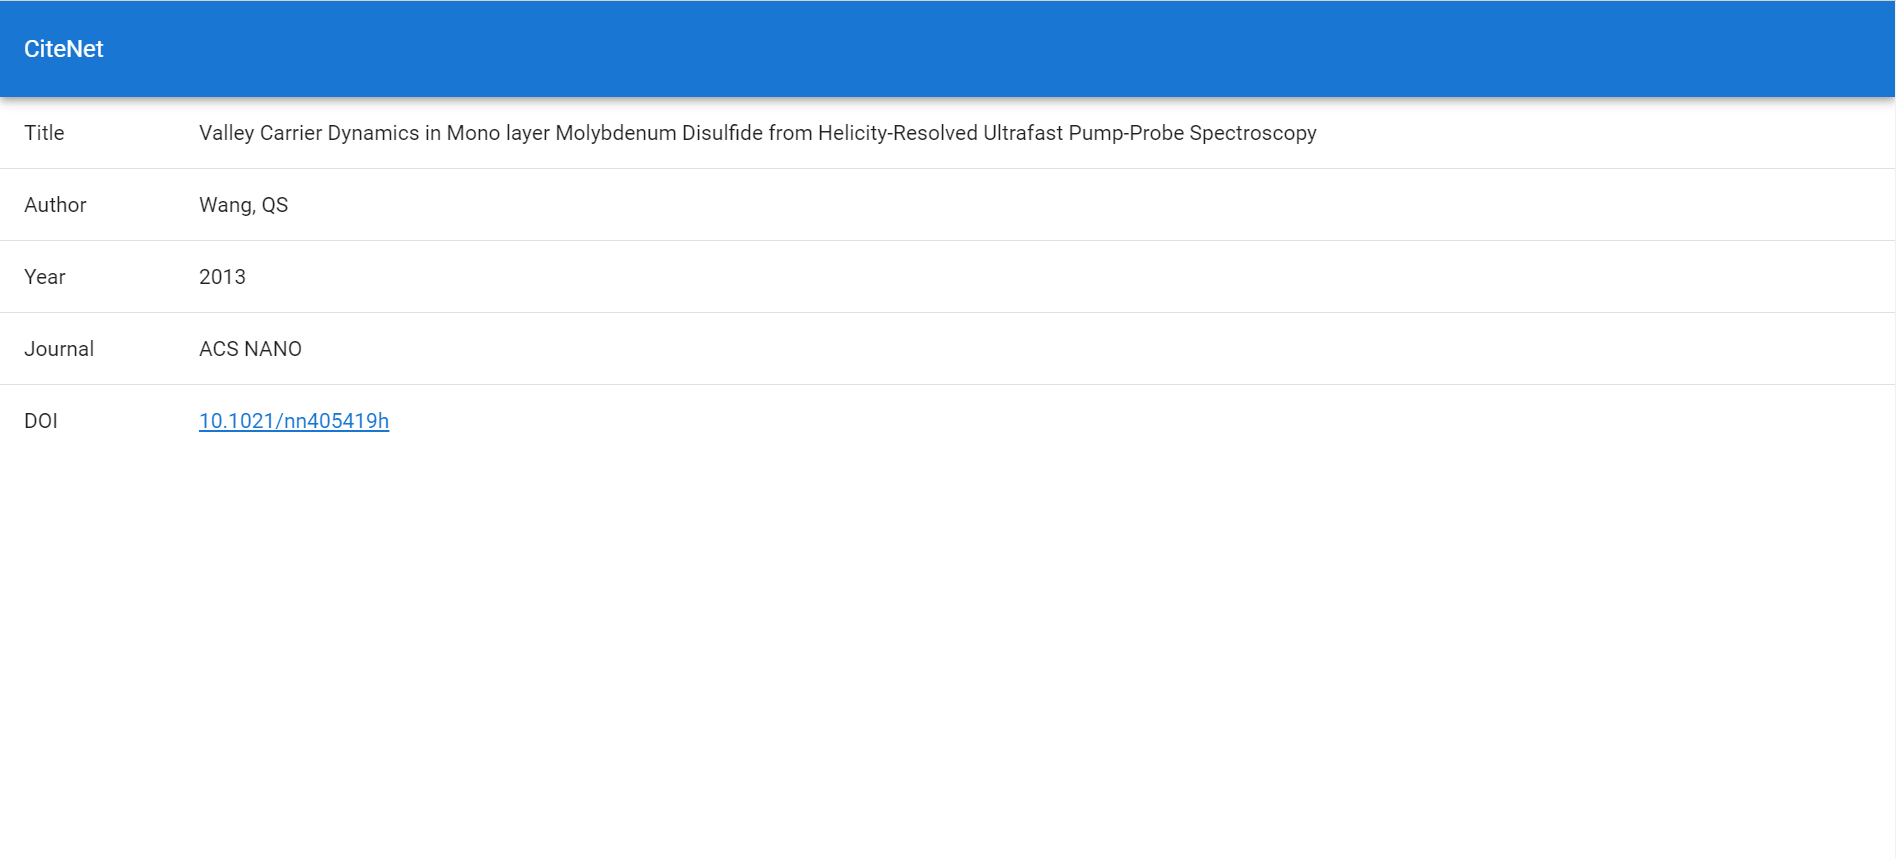 CiteNet
Title Valley Carrier Dynamics in Mono layer Molybdenum Disulfide from Helicity-Resolved Ultrafast Pump-Probe Spectroscopy
Author Wang, QS
Year 2013
Journal ACS NANO
DOI 10.1021/nn405419h